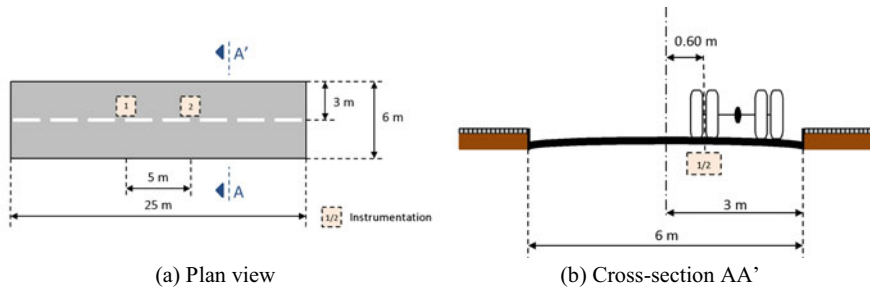 A'
1
2
3 m
6 m
5 m
A
25 m
1/2 Instrumentation
(a) Plan view
0.60 m
1/2
3 m
6 m
(b) Cross-section AA’